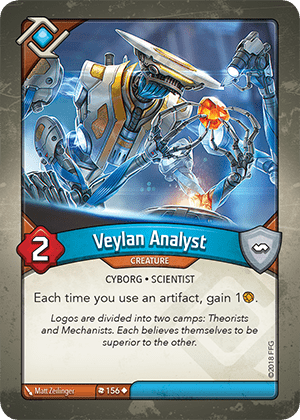 Veylan Analyst
CREATURE
2
CYBORG • SCIENTIST
Each time you use an artifact, gain 1.
Logos are divided into two camps: Theorists
and Mechanists. Each believes themselves to be
superior to the other.
Matt Zeilinger
156
©2018 FFG